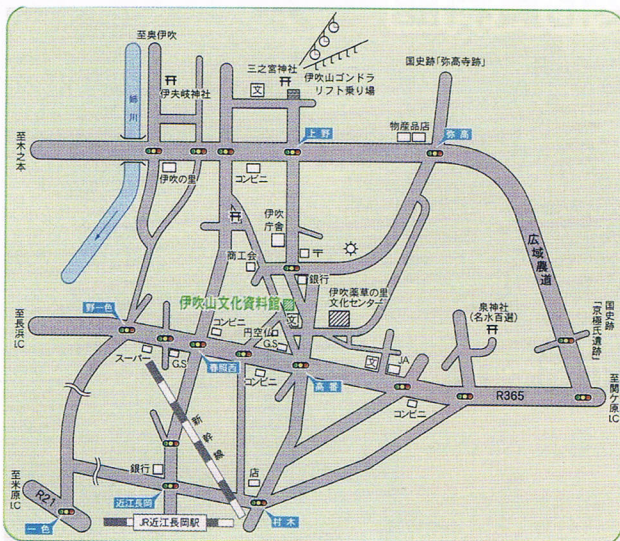 至奥伊吹
三之宮神社
伊吹山ゴンドラ
リフト乗り場
国史跡「弥高寺跡」
伊夫岐神社
文
姉川
上野
物産品店
弥高
至木之本
伊吹の里
コンビニ
伊吹
庁舎
商工会
〒
銀行
広域農道
伊吹山文化資料館
文
伊吹薬草の里
文化センター
泉神社
(名水百選)
国史跡
「京極氏遺跡」
野一色
至長浜I.C
コンビニ
円空仏
G.S
スーパー
G.S
春照西
コンビニ
高番
文
JA
コンビニ
R365
至関ケ原I.C
新幹線
銀行
店
至米原I.C
R21
近江長岡
一色
JR近江長岡駅
村木